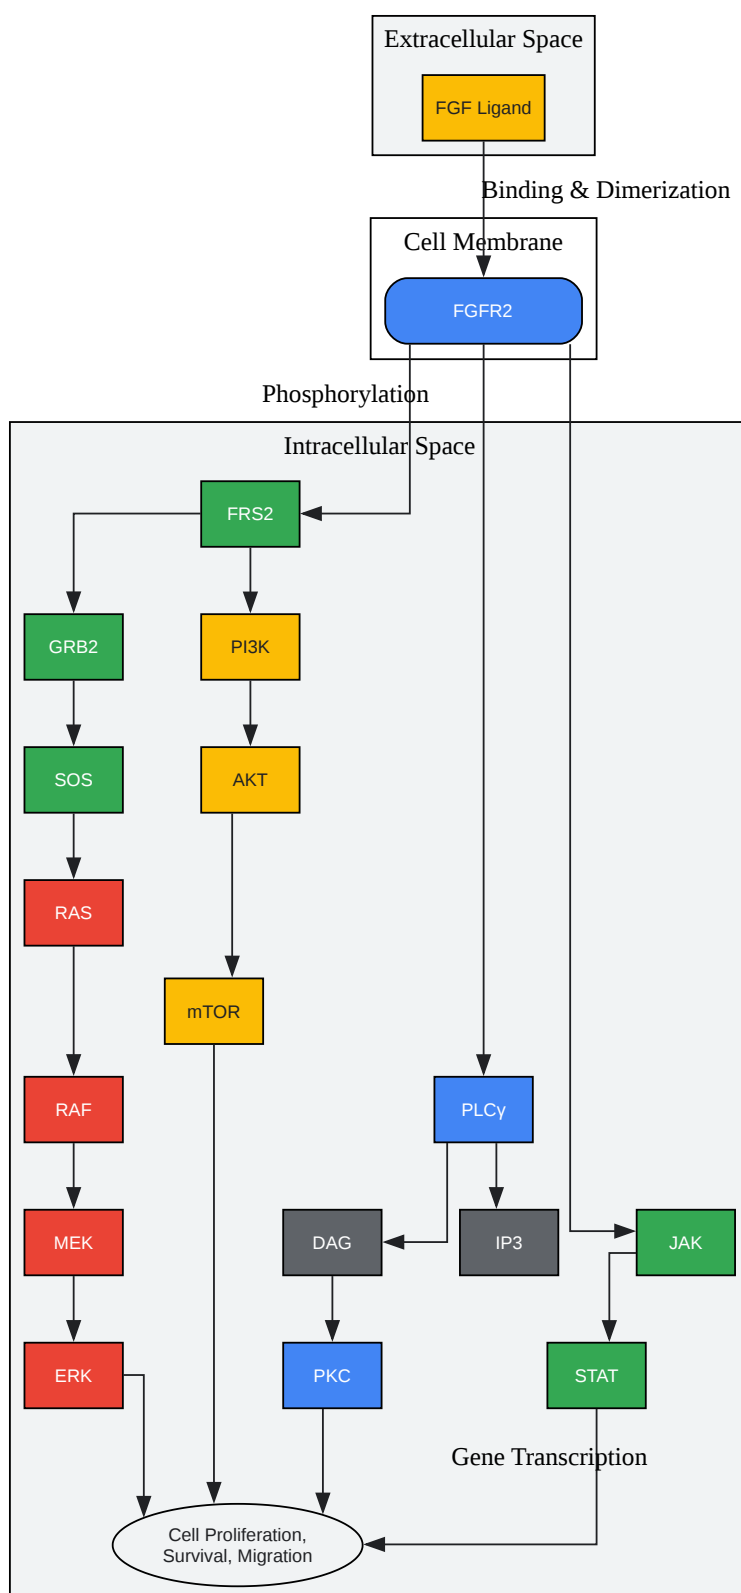 Extracellular Space
FGF Ligand
Binding & Dimerization
Cell Membrane
FGFR2
Phosphorylation
Intracellular Space
FRS2
GRB2
PI3K
SOS
AKT
RAS
mTOR
RAF
PLCγ
MEK
DAG
IP3
JAK
ERK
PKC
STAT
Gene Transcription
Cell Proliferation,
Survival, Migration